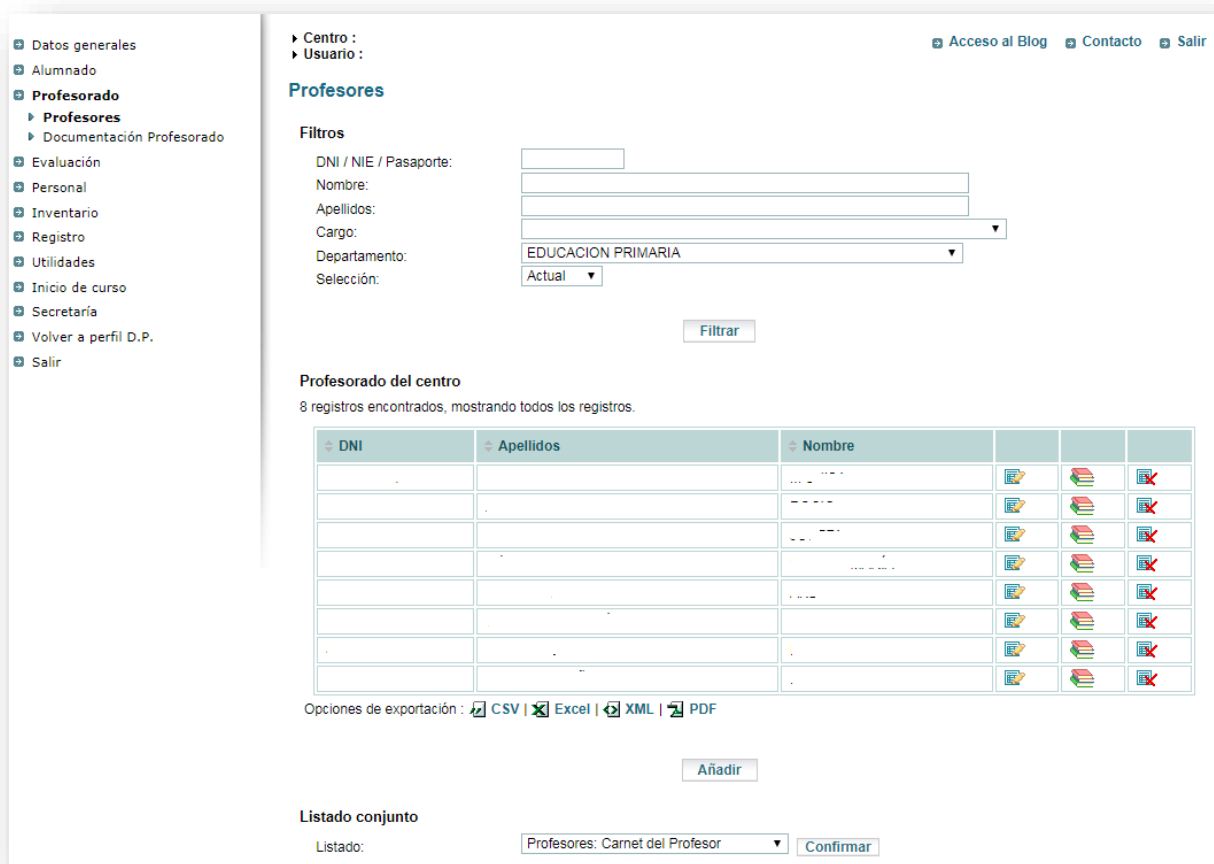 Datos generales
Alumnado
Profesorado
Profesores
Documentación Profesorado
Evaluación
Personal
Inventario
Registro
Utilidades
Inicio de curso
Secretaría
Volver a perfil D.P.
Salir
Centro :
Usuario :
Acceso al Blog Contacto Salir
Profesores
Filtros
DNI / NIE / Pasaporte:
Nombre:
Apellidos:
Cargo:
Departamento: EDUCACION PRIMARIA
Selección: Actual
Filtrar
Profesorado del centro
8 registros encontrados, mostrando todos los registros.
DNI Apellidos Nombre
Opciones de exportación : CSV | Excel | XML | PDF
Añadir
Listado conjunto
Listado: Profesores: Carnet del Profesor Confirmar